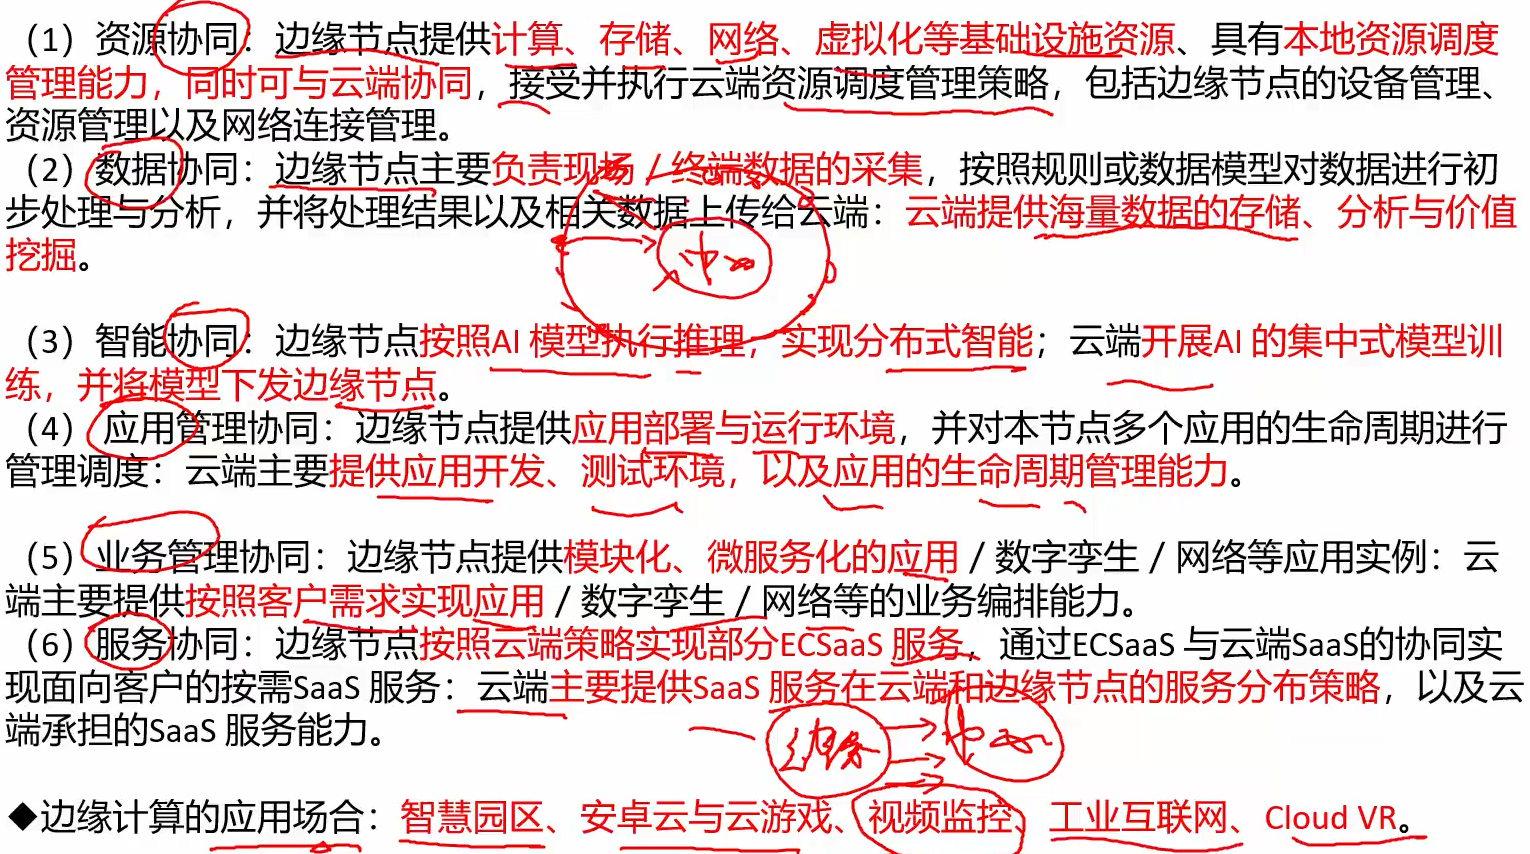 （1）资源协同：边缘节点提供计算、存储、网络、虚拟化等基础设施资源、具有本地资源调度
管理能力，同时可与云端协同，接受并执行云端资源调度管理策略，包括边缘节点的设备管理、
资源管理以及网络连接管理。
（2）数据协同：边缘节点主要负责现场／终端数据的采集，按照规则或数据模型对数据进行初
步处理与分析，并将处理结果以及相关数据上传给云端：云端提供海量数据的存储、分析与价值
挖掘。
（3）智能协同：边缘节点按照AI 模型执行推理，实现分布式智能；云端开展AI 的集中式模型训
练，并将模型下发边缘节点。
（4）应用管理协同：边缘节点提供应用部署与运行环境，并对本节点多个应用的生命周期进行
管理调度：云端主要提供应用开发、测试环境，以及应用的生命周期管理能力。
（5）业务管理协同：边缘节点提供模块化、微服务化的应用／数字孪生／网络等应用实例：云
端主要提供按照客户需求实现应用／数字孪生／网络等的业务编排能力。
（6）服务协同：边缘节点按照云端策略实现部分ECSaaS 服务，通过ECSaaS 与云端SaaS的协同实
现面向客户的按需SaaS 服务：云端主要提供SaaS 服务在云端和边缘节点的服务分布策略，以及云
端承担的SaaS 服务能力。
边缘
◆边缘计算的应用场合：智慧园区、安卓云与云游戏、视频监控、工业互联网、Cloud VR。